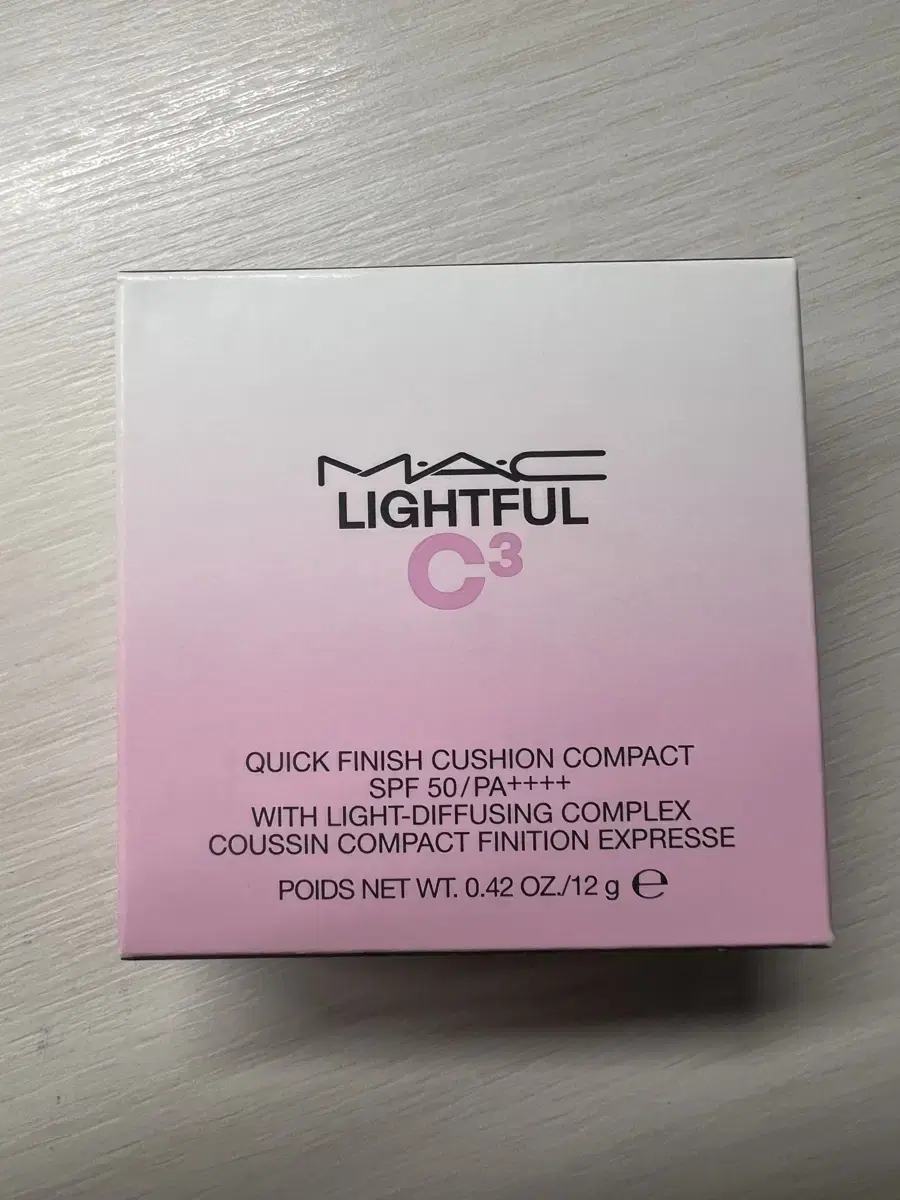 M·A·C
LIGHTFUL
C³
QUICK FINISH CUSHION COMPACT
SPF 50/PA++++
WITH LIGHT-DIFFUSING COMPLEX
COUSSIN COMPACT FINITION EXPRESSE
POIDS NET WT. 0.42 OZ./12 g ℮